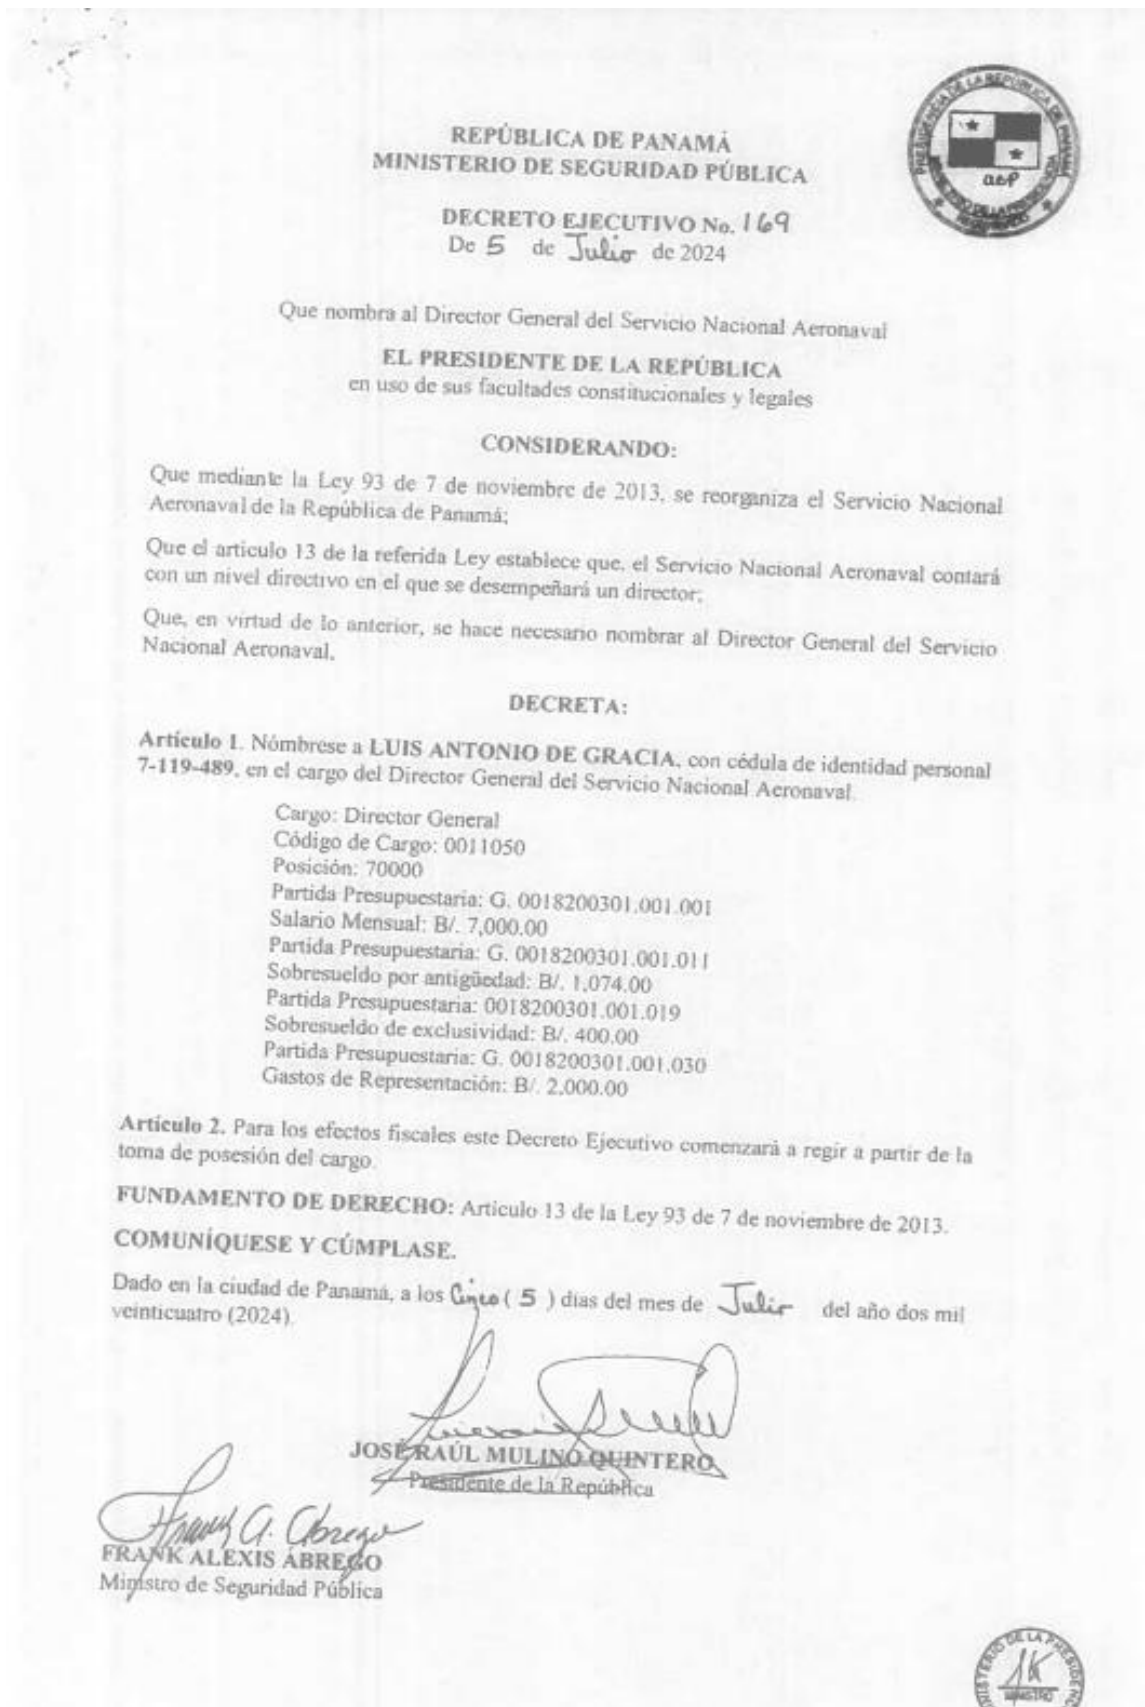 PRESIDENCIA DE LA REPÚBLICA DE PANAMÁ
aep
REPÚBLICA DE PANAMÁ
MINISTERIO DE SEGURIDAD PÚBLICA
DECRETO EJECUTIVO No. 169
De 5 de Julio de 2024
Que nombra al Director General del Servicio Nacional Aeronaval
EL PRESIDENTE DE LA REPÚBLICA
en uso de sus facultades constitucionales y legales
CONSIDERANDO:
Que mediante la Ley 93 de 7 de noviembre de 2013, se reorganiza el Servicio Nacional
Aeronaval de la República de Panamá;
Que el articulo 13 de la referida Ley establece que, el Servicio Nacional Aeronaval contará
con un nivel directivo en el que se desempeñará un director;
Que, en virtud de lo anterior, se hace necesario nombrar al Director General del Servicio
Nacional Aeronaval,
DECRETA:
Artículo 1. Nómbrese a LUIS ANTONIO DE GRACIA, con cédula de identidad personal
7-119-489, en el cargo del Director General del Servicio Nacional Aeronaval.
Cargo: Director General
Código de Cargo: 0011050
Posición: 70000
Partida Presupuestaria: G. 0018200301.001.001
Salario Mensual: B/. 7,000.00
Partida Presupuestaria: G. 0018200301.001.011
Sobresueldo por antigüedad: B/. 1,074.00
Partida Presupuestaria: 0018200301.001.019
Sobresueldo de exclusividad: B/. 400.00
Partida Presupuestaria: G. 0018200301.001.030
Gastos de Representación: B/. 2,000.00
Artículo 2. Para los efectos fiscales este Decreto Ejecutivo comenzará a regir a partir de la
toma de posesión del cargo.
FUNDAMENTO DE DERECHO: Articulo 13 de la Ley 93 de 7 de noviembre de 2013.
COMUNÍQUESE Y CÚMPLASE.
Dado en la ciudad de Panamá, a los Cinco ( 5 ) días del mes de Julio del año dos mil
veinticuatro (2024).
JOSÉ RAÚL MULINO QUINTERO
Presidente de la República
Frank A. Abrego
FRANK ALEXIS ÁBREGO
Ministro de Seguridad Pública
MINISTRO